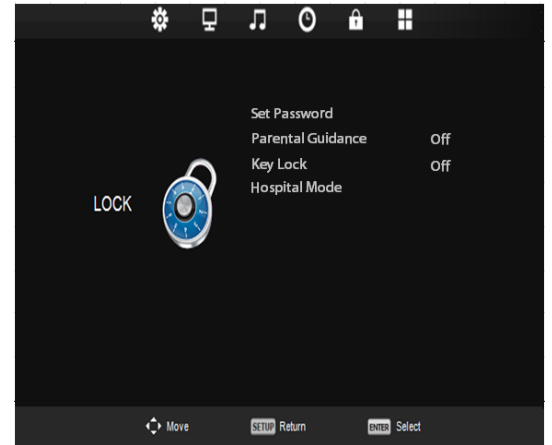 LOCK
Set Password
Parental Guidance Off
Key Lock Off
Hospital Mode
Move SETUP Return ENTER Select